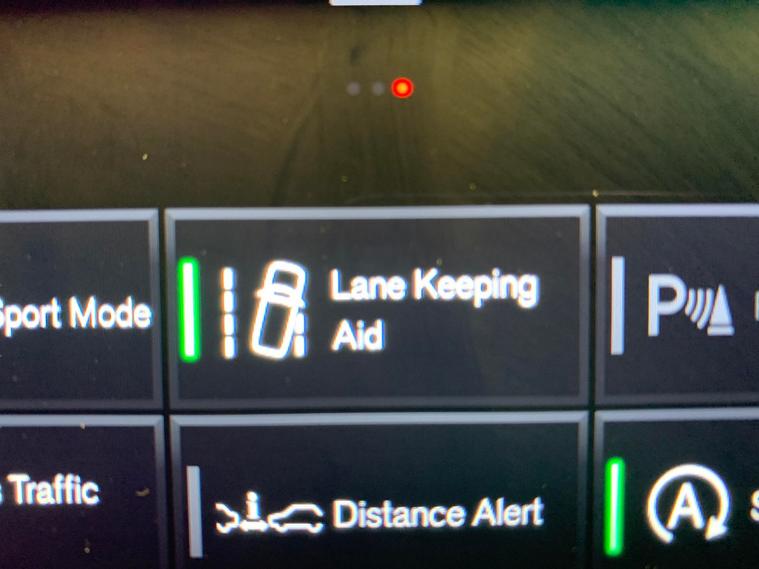 Sport Mode
Lane Keeping
Aid
P
Traffic
Distance Alert
A
S